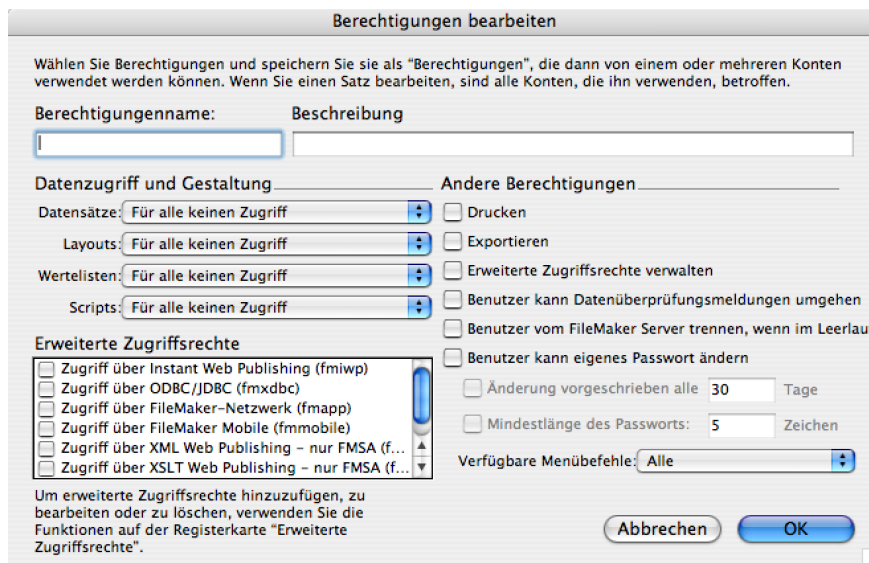 Berechtigungen bearbeiten
Wählen Sie Berechtigungen und speichern Sie sie als “Berechtigungen”, die dann von einem oder mehreren Konten
verwendet werden können. Wenn Sie einen Satz bearbeiten, sind alle Konten, die ihn verwenden, betroffen.
Berechtigungenname:
Beschreibung
Datenzugriff und Gestaltung
Datensätze: Für alle keinen Zugriff
Layouts: Für alle keinen Zugriff
Wertelisten: Für alle keinen Zugriff
Scripts: Für alle keinen Zugriff
Erweiterte Zugriffsrechte
Zugriff über Instant Web Publishing (fmiwp)
Zugriff über ODBC/JDBC (fmxdbc)
Zugriff über FileMaker-Netzwerk (fmapp)
Zugriff über FileMaker Mobile (fmmobile)
Zugriff über XML Web Publishing – nur FMSA (f...
Zugriff über XSLT Web Publishing – nur FMSA (f...
Um erweiterte Zugriffsrechte hinzuzufügen, zu
bearbeiten oder zu löschen, verwenden Sie die
Funktionen auf der Registerkarte “Erweiterte
Zugriffsrechte”.
Andere Berechtigungen
Drucken
Exportieren
Erweiterte Zugriffsrechte verwalten
Benutzer kann Datenüberprüfungsmeldungen umgehen
Benutzer vom FileMaker Server trennen, wenn im Leerlau
Benutzer kann eigenes Passwort ändern
Änderung vorgeschrieben alle 30 Tage
Mindestlänge des Passworts: 5 Zeichen
Verfügbare Menübefehle: Alle
Abbrechen
OK